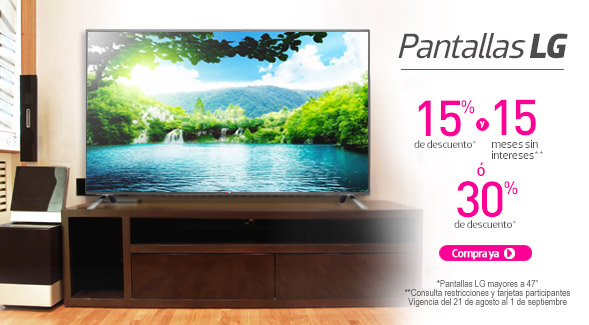 Pantallas LG
15% y 15
de descuento* meses sin
intereses**
ó
30%
de descuento*
Compra ya
*Pantallas LG mayores a 47"
**Consulta restricciones y tarjetas participantes
Vigencia del 21 de agosto al 1 de septiembre